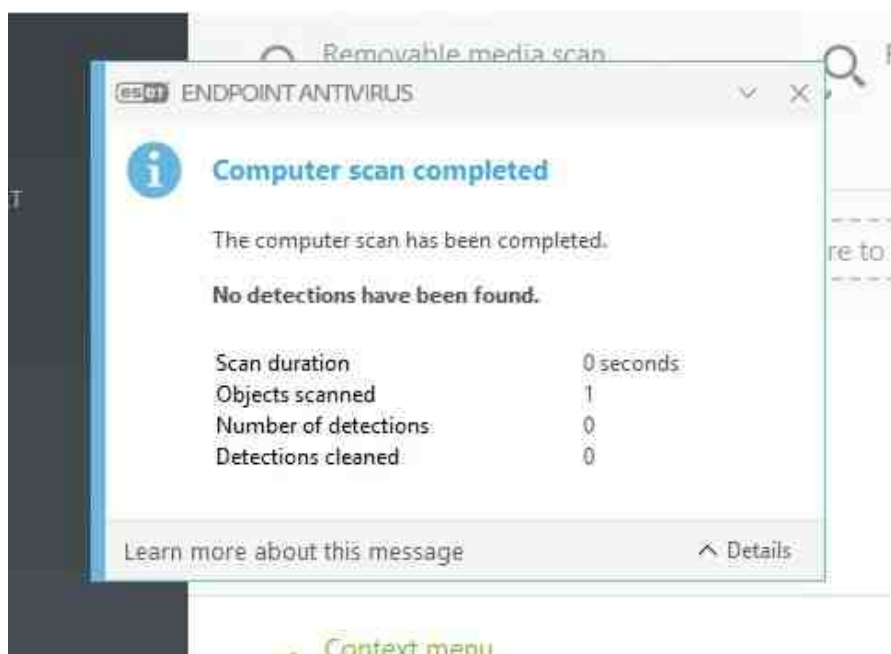 Removable media scan
eset ENDPOINT ANTIVIRUS
Computer scan completed
The computer scan has been completed.
re to
No detections have been found.
Scan duration 0 seconds
Objects scanned 1
Number of detections 0
Detections cleaned 0
Learn more about this message Details
Context menu